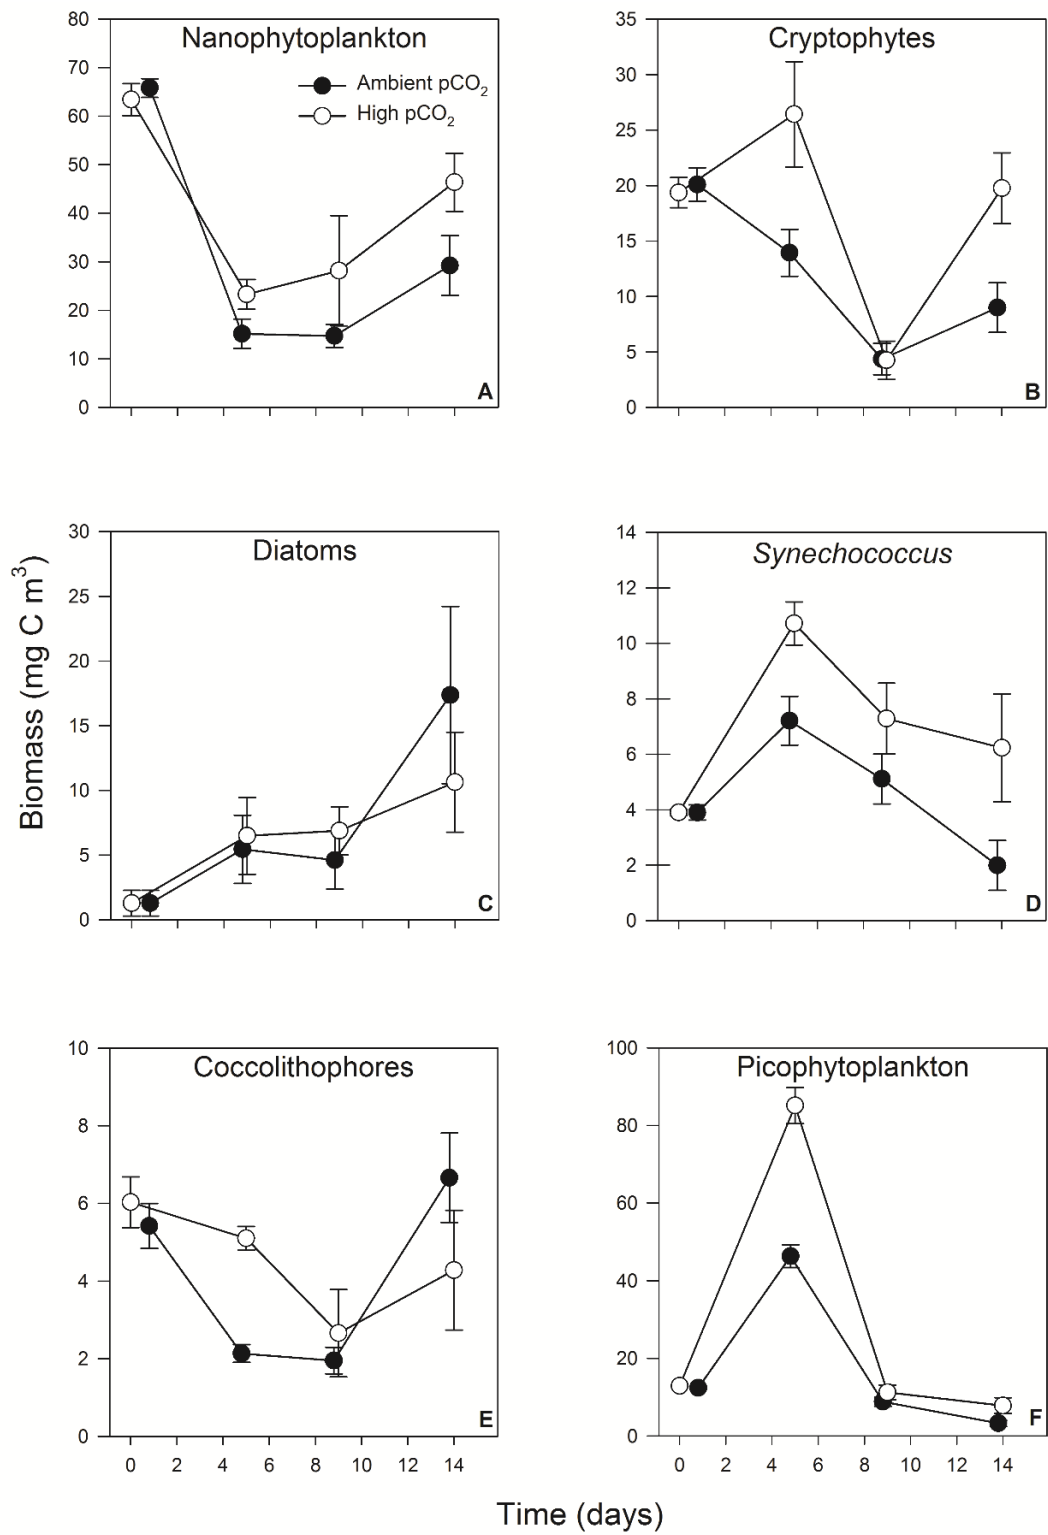 Nanophytoplankton
Ambient pCO2
High pCO2
80
70
60
50
40
30
20
10
0
A
Cryptophytes
35
30
25
20
15
10
5
0
B
Biomass (mg C m3)
Diatoms
30
25
20
15
10
5
0
C
Synechococcus
14
12
10
8
6
4
2
0
D
Coccolithophores
10
8
6
4
2
0
E
0 2 4 6 8 10 12 14
Picophytoplankton
100
80
60
40
20
0
F
0 2 4 6 8 10 12 14
Time (days)